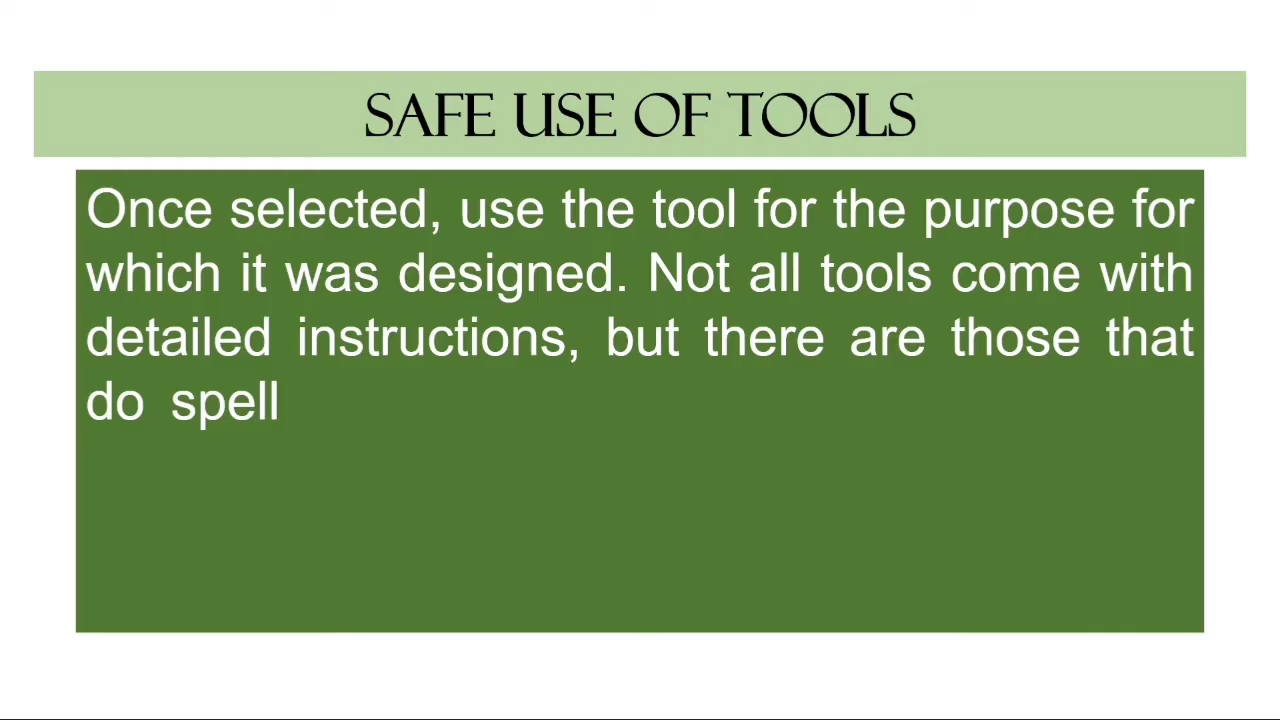 SAFE USE OF TOOLS
Once selected, use the tool for the purpose for
which it was designed. Not all tools come with
detailed instructions, but there are those that
do spell